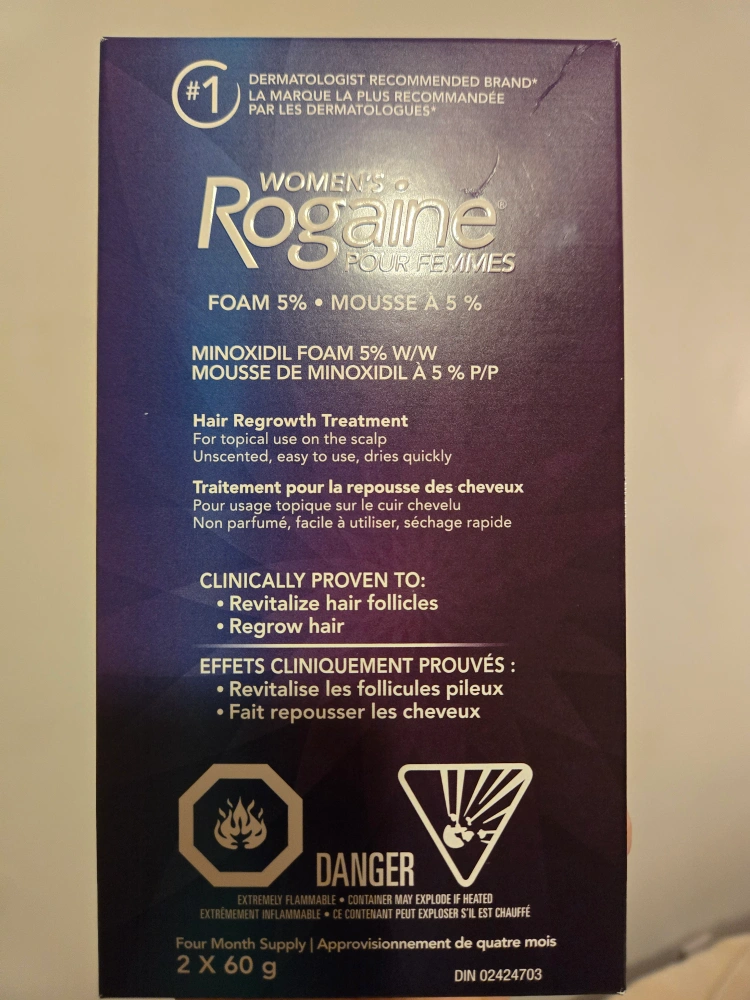 #1 DERMATOLOGIST RECOMMENDED BRAND*
LA MARQUE LA PLUS RECOMMANDÉE
PAR LES DERMATOLOGUES*
WOMEN'S
Rogaine®
POUR FEMMES
FOAM 5% • MOUSSE À 5 %
MINOXIDIL FOAM 5% W/W
MOUSSE DE MINOXIDIL À 5 % P/P
Hair Regrowth Treatment
For topical use on the scalp
Unscented, easy to use, dries quickly
Traitement pour la repousse des cheveux
Pour usage topique sur le cuir chevelu
Non parfumé, facile à utiliser, séchage rapide
CLINICALLY PROVEN TO:
• Revitalize hair follicles
• Regrow hair
EFFETS CLINIQUEMENT PROUVÉS :
• Revitalise les follicules pileux
• Fait repousser les cheveux
DANGER
EXTREMELY FLAMMABLE • CONTAINER MAY EXPLODE IF HEATED
EXTRÊMEMENT INFLAMMABLE • CE CONTENANT PEUT EXPLOSER S'IL EST CHAUFFÉ
Four Month Supply | Approvisionnement de quatre mois
2 X 60 g
DIN 02424703